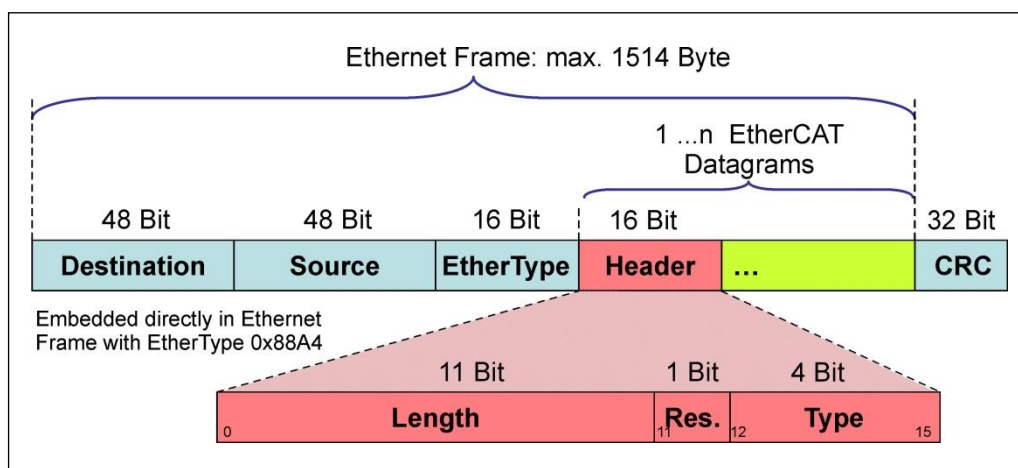 Ethernet Frame: max. 1514 Byte
1 ...n EtherCAT
Datagrams
48 Bit 48 Bit 16 Bit 16 Bit 32 Bit
Destination Source EtherType Header ... CRC
Embedded directly in Ethernet
Frame with EtherType 0x88A4
11 Bit 1 Bit 4 Bit
Length Res. Type
0 11 12 15